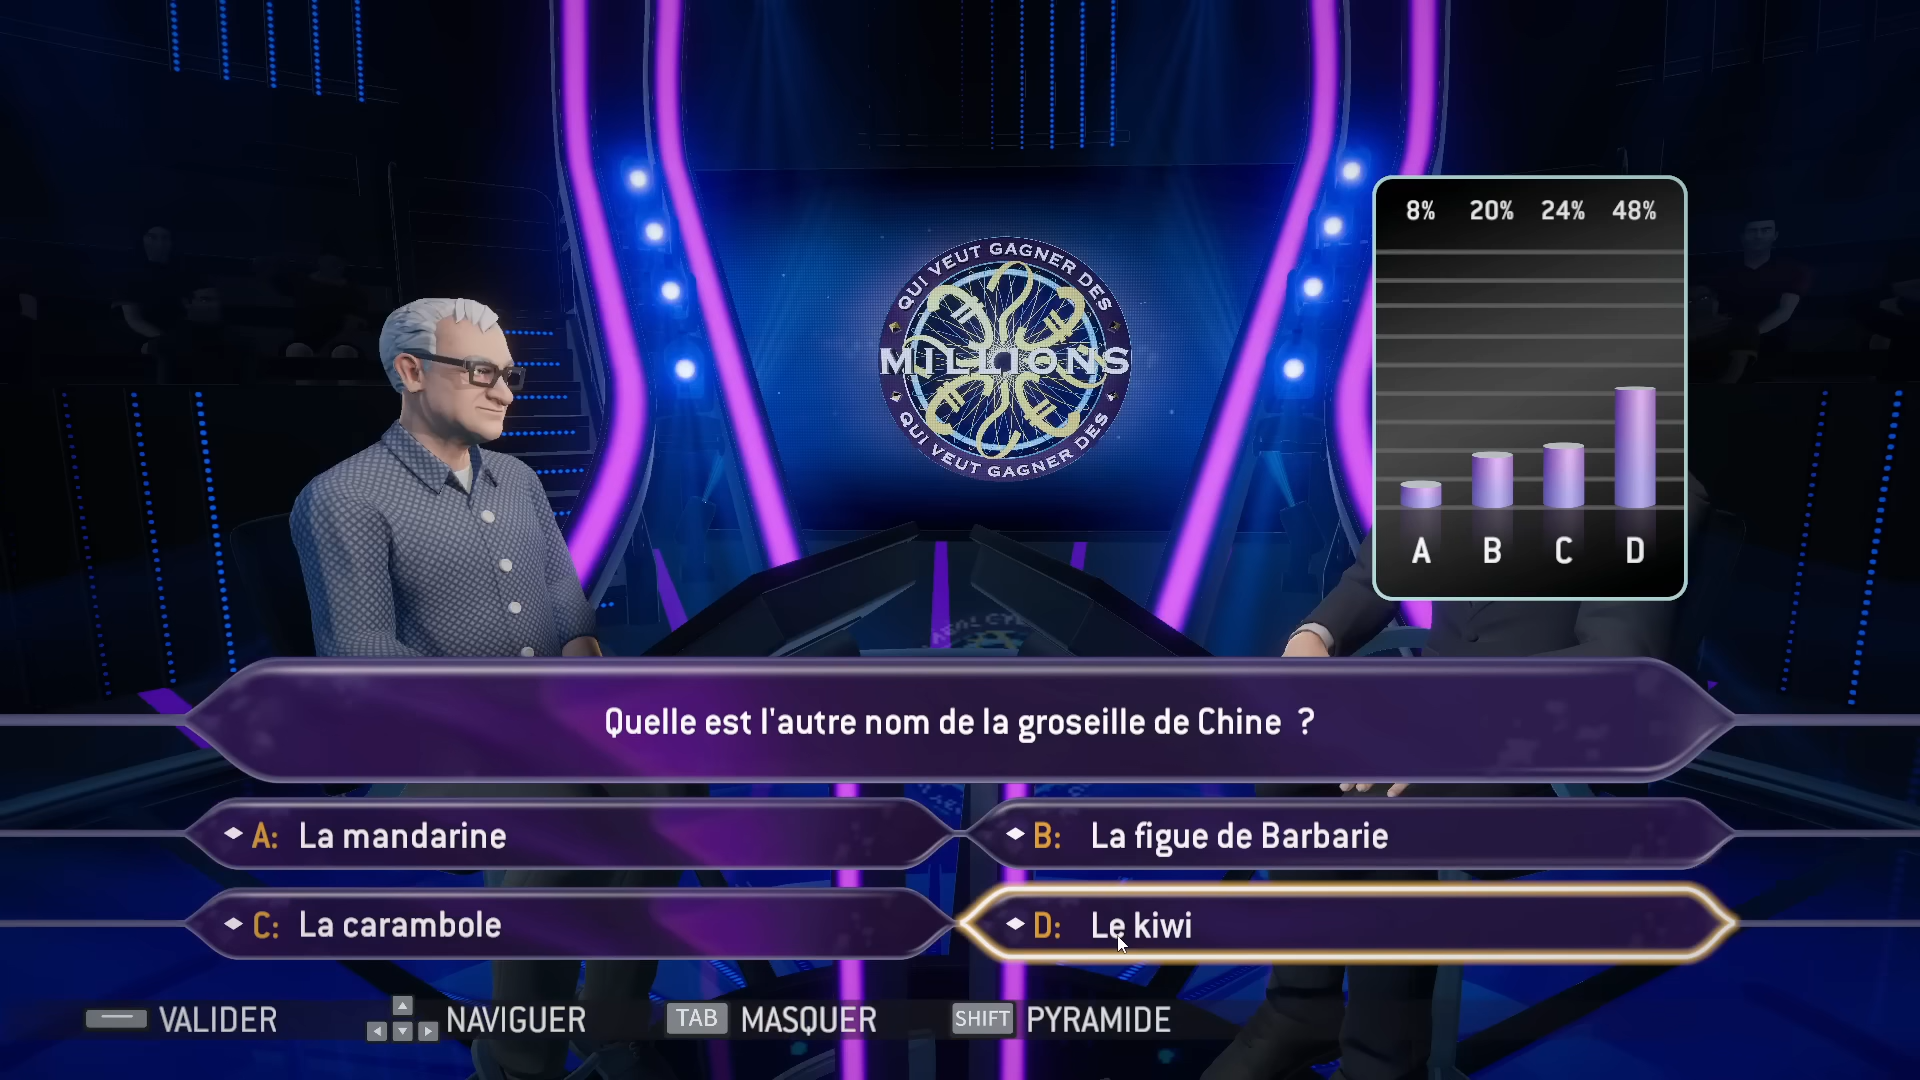 8% 20% 24% 48%
QUI VEUT GAGNER DES
MILLIONS
QUI VEUT GAGNER DES
A B C D
Quelle est l'autre nom de la groseille de Chine ?
A: La mandarine
B: La figue de Barbarie
C: La carambole
D: Le kiwi
VALIDER NAVIGUER TAB MASQUER SHIFT PYRAMIDE